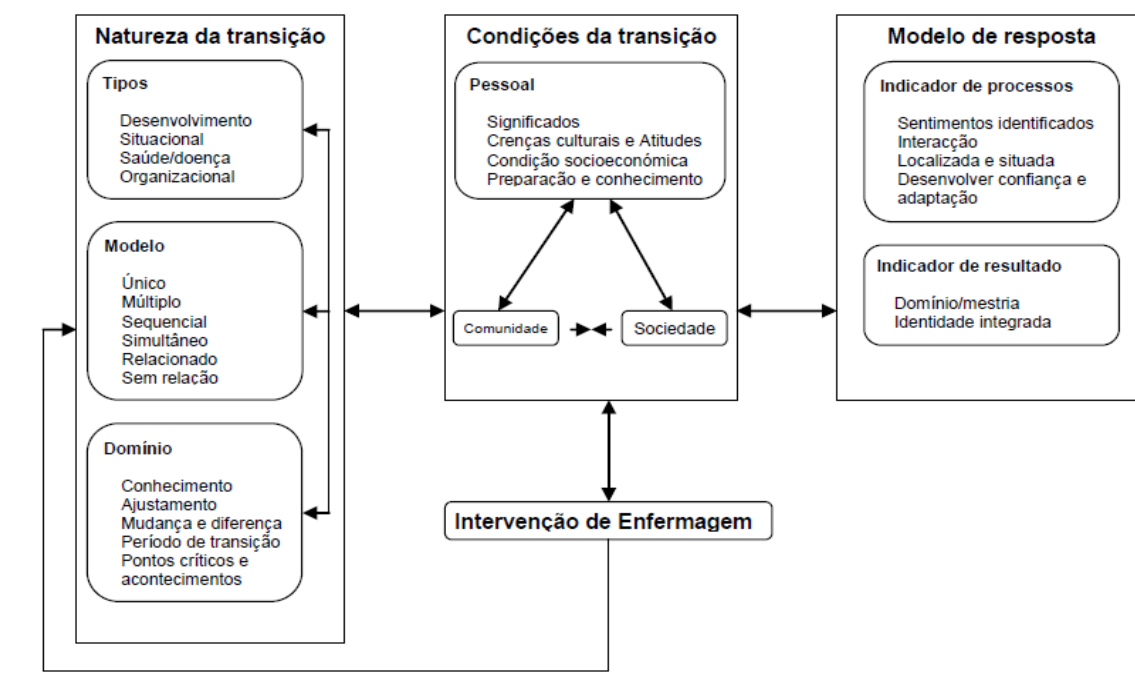 Natureza da transição
Tipos
Desenvolvimento
Situacional
Saúde/doença
Organizacional
Modelo
Único
Múltiplo
Sequencial
Simultâneo
Relacionado
Sem relação
Domínio
Conhecimento
Ajustamento
Mudança e diferença
Período de transição
Pontos críticos e
acontecimentos
Condições da transição
Pessoal
Significados
Crenças culturais e Atitudes
Condição socioeconómica
Preparação e conhecimento
Comunidade
Sociedade
Intervenção de Enfermagem
Modelo de resposta
Indicador de processos
Sentimentos identificados
Interacção
Localizada e situada
Desenvolver confiança e
adaptação
Indicador de resultado
Domínio/mestria
Identidade integrada